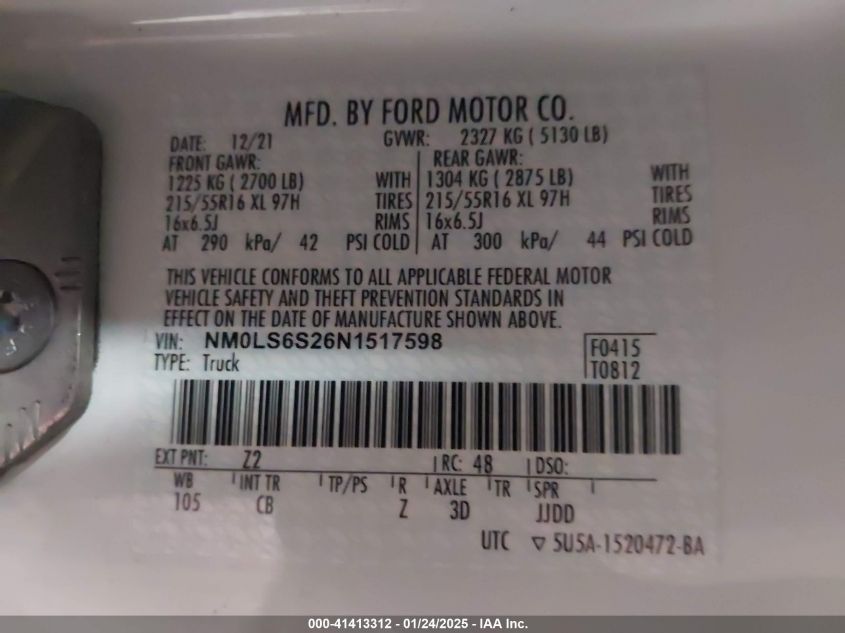 MFD. BY FORD MOTOR CO.
DATE: 12/21 GVWR: 2327 KG ( 5130 LB)
FRONT GAWR: REAR GAWR:
1225 KG ( 2700 LB) WITH 1304 KG ( 2875 LB) WITH
215/55R16 XL 97H TIRES 215/55R16 XL 97H TIRES
16x6.5J RIMS 16x6.5J RIMS
AT 290 kPa/ 42 PSI COLD AT 300 kPa/ 44 PSI COLD
THIS VEHICLE CONFORMS TO ALL APPLICABLE FEDERAL MOTOR
VEHICLE SAFETY AND THEFT PREVENTION STANDARDS IN
EFFECT ON THE DATE OF MANUFACTURE SHOWN ABOVE.
VIN: NM0LS6S26N1517598 F0415
TYPE: Truck T0812
EXT PNT: Z2 RC: 48 DSO:
WB INT TR TP/PS R AXLE TR SPR
105 CB Z 3D JJDD
UTC ▽ 5U5A-1520472-BA
000-41413312 - 01/24/2025 - IAA Inc.